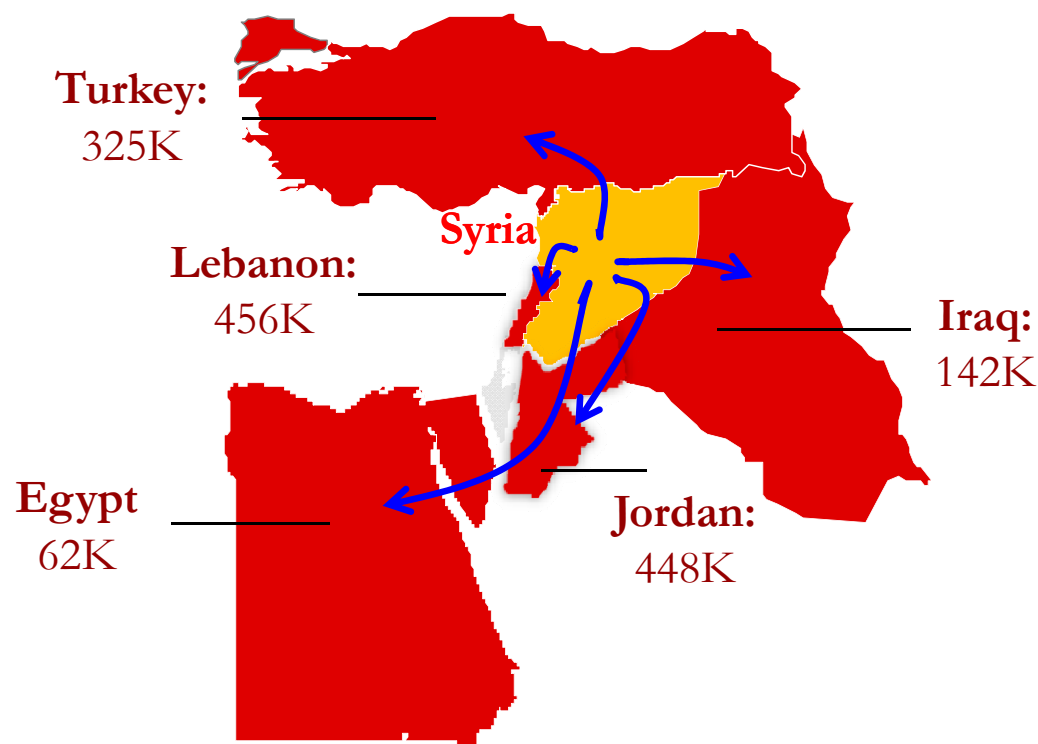 Turkey:
325K
Syria
Lebanon:
456K
Iraq:
142K
Egypt
62K
Jordan:
448K